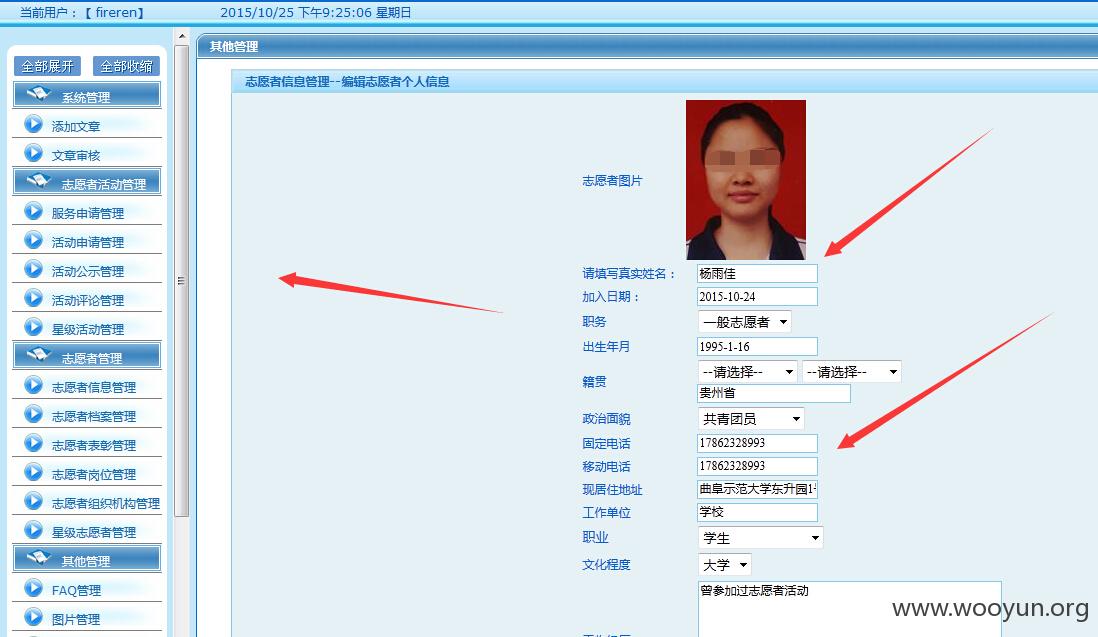 当前用户：【 fireren】 2015/10/25 下午9:25:06 星期日
全部展开 全部收缩
系统管理
添加文章
文章审核
志愿者活动管理
服务申请管理
活动申请管理
活动公示管理
活动评论管理
星级活动管理
志愿者管理
志愿者信息管理
志愿者档案管理
志愿者表彰管理
志愿者岗位管理
志愿者组织机构管理
星级志愿者管理
其他管理
FAQ管理
图片管理
其他管理
志愿者信息管理--编辑志愿者个人信息
志愿者图片
请填写真实姓名： 杨雨佳
加入日期： 2015-10-24
职务 一般志愿者
出生年月 1995-1-16
籍贯 --请选择-- --请选择--
贵州省
政治面貌 共青团员
固定电话 17862328993
移动电话 17862328993
现居住地址 曲阜示范大学东升园1
工作单位 学校
职业 学生
文化程度 大学
曾参加过志愿者活动
www.wooyun.org